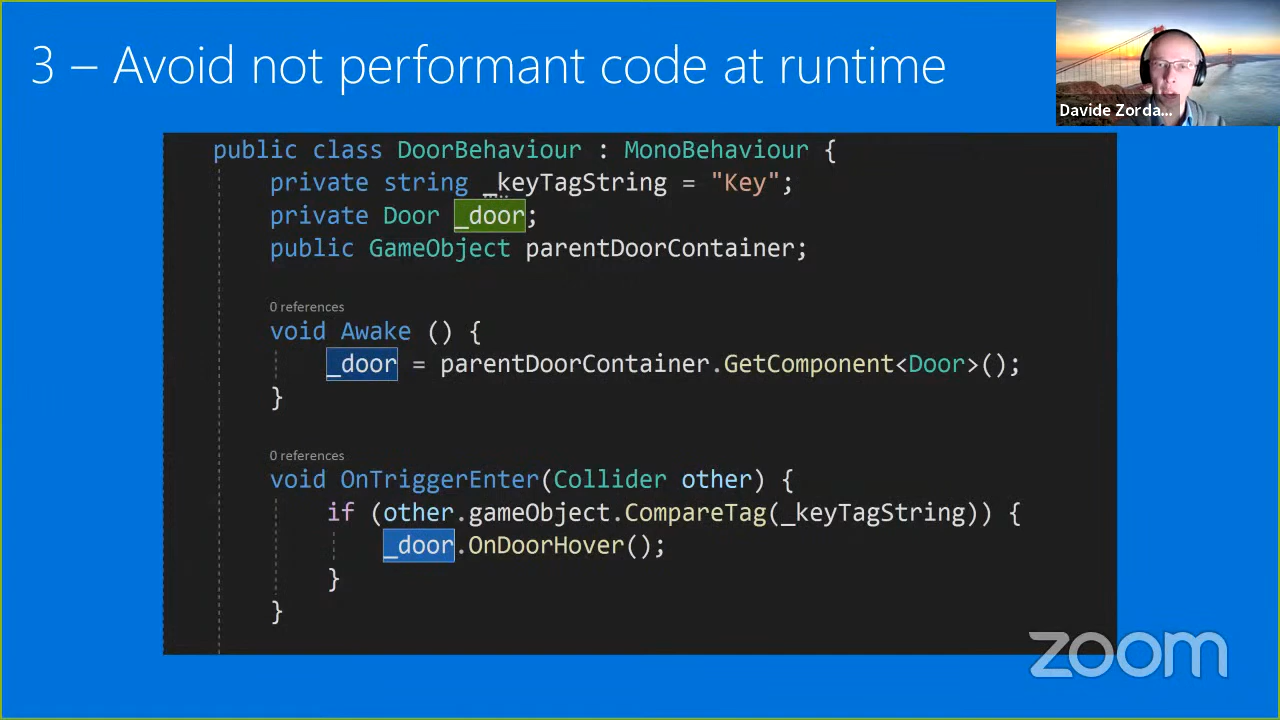 3 – Avoid not performant code at runtime
Davide Zorda...
public class DoorBehaviour : MonoBehaviour {
private string _keyTagString = "Key";
private Door _door;
public GameObject parentDoorContainer;
0 references
void Awake () {
_door = parentDoorContainer.GetComponent<Door>();
}
0 references
void OnTriggerEnter(Collider other) {
if (other.gameObject.CompareTag(_keyTagString)) {
_door.OnDoorHover();
}
}
zoom